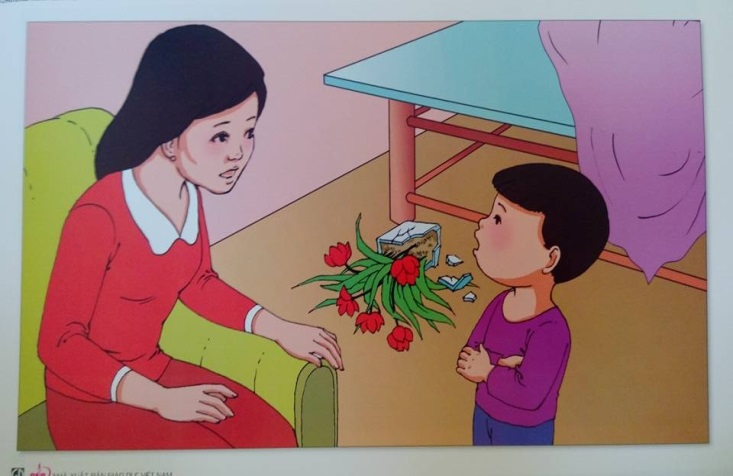 NHÀ XUẤT BẢN GIÁO DỤC VIỆT NAM